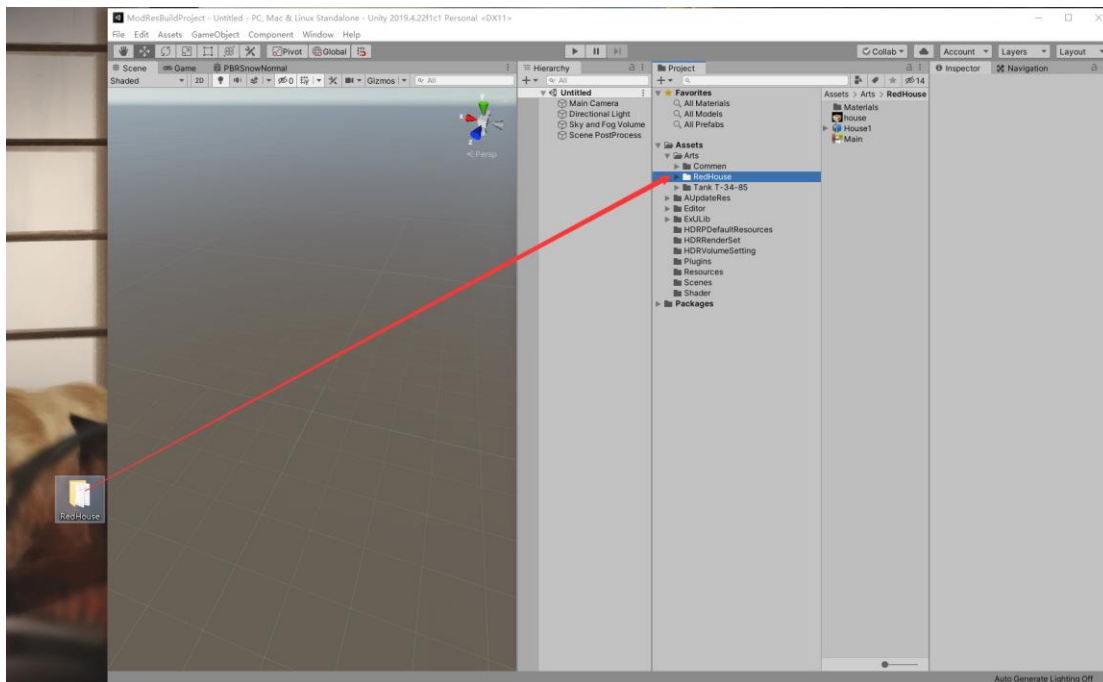 ModResBuildProject - Untitled - PC, Mac & Linux Standalone - Unity 2019.4.22f1c1 Personal <DX11>
File Edit Assets GameObject Component Window Help
Pivot Global Collab Account Layers Layout
Scene Game PBRSnowNormal
Shaded 2D 0 Gizmos All
Persp
Hierarchy
All
Untitled
Main Camera
Directional Light
Sky and Fog Volume
Scene PostProcess
Project
14
Favorites
All Materials
All Models
All Prefabs
Assets
Arts
Commen
RedHouse
Tank T-34-85
AUpdateRes
Editor
ExULib
HDRPDefaultResources
HDRRenderSet
HDRVolumeSetting
Plugins
Resources
Scenes
Shader
Packages
Assets > Arts > RedHouse
Materials
house
House1
Main
Inspector Navigation
RedHouse
Auto Generate Lighting Off